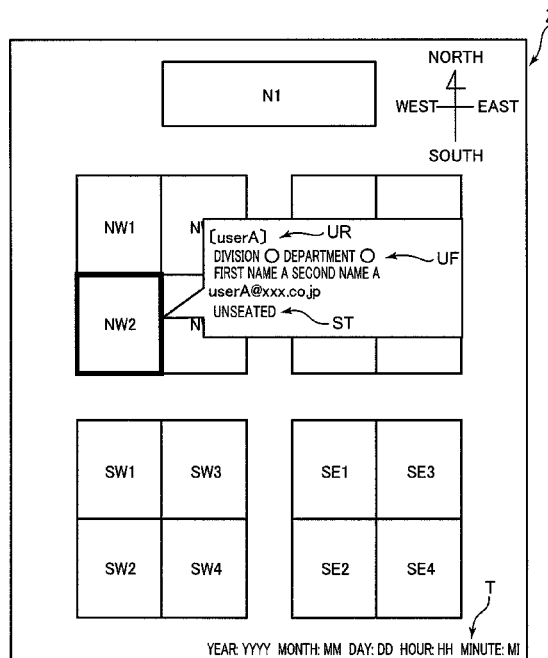 NORTH
N1
WEST EAST
SOUTH
NW1
[userA] UR
DIVISION ○ DEPARTMENT ○ UF
FIRST NAME A SECOND NAME A
userA@xxx.co.jp
NW2
UNSEATED ST
SW1 SW3 SE1 SE3
SW2 SW4 SE2 SE4
T
YEAR: YYYY MONTH: MM DAY: DD HOUR: HH MINUTE: MI